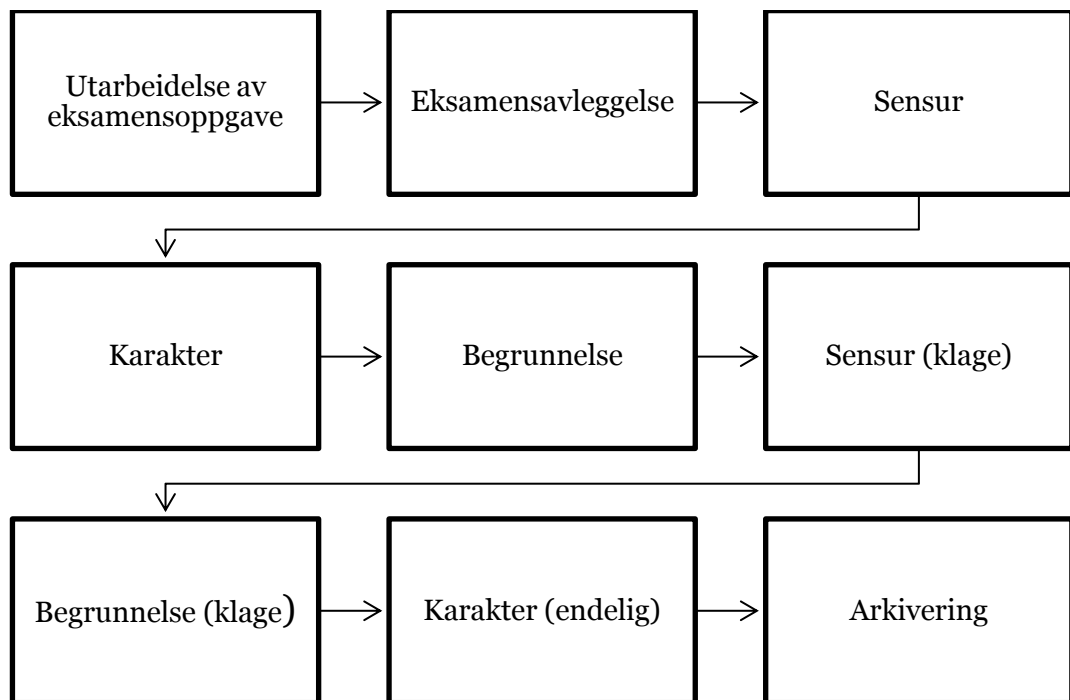 Utarbeidelse av
eksamensoppgave
Eksamensavleggelse
Sensur
Karakter
Begrunnelse
Sensur (klage)
Begrunnelse (klage)
Karakter (endelig)
Arkivering